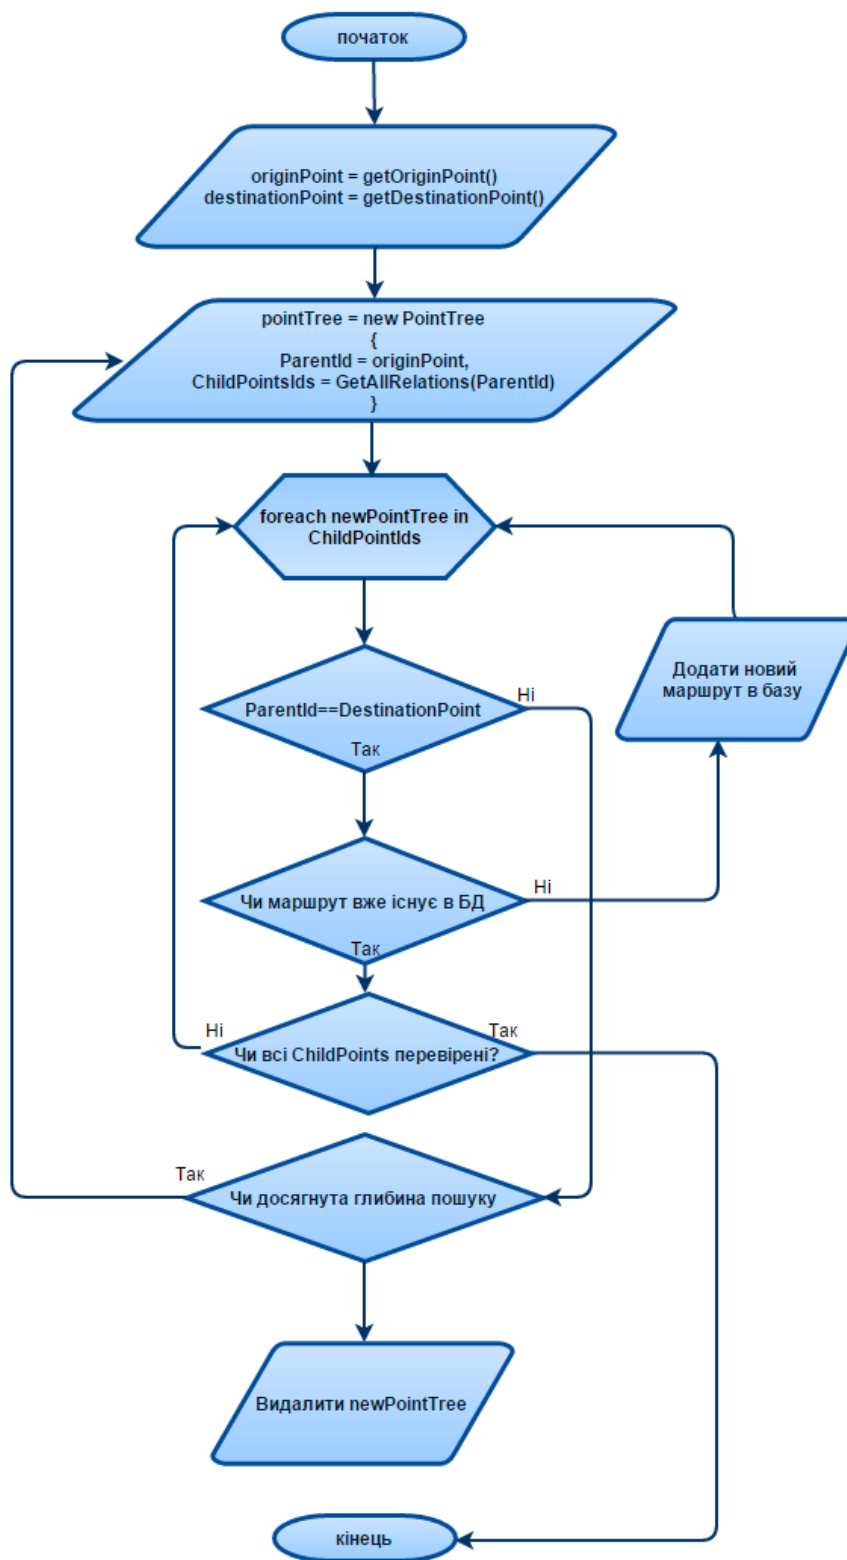 початок
originPoint = getOriginPoint()
destinationPoint = getDestinationPoint()
pointTree = new PointTree
{
ParentId = originPoint,
ChildPointsIds = GetAllRelations(ParentId)
}
foreach newPointTree in
ChildPointIds
Додати новий
маршрут в базу
ParentId==DestinationPoint
Ні
Так
Чи маршрут вже існує в БД
Ні
Так
Ні
Так
Чи всі ChildPoints перевірені?
Так
Чи досягнута глибина пошуку
Видалити newPointTree
кінець